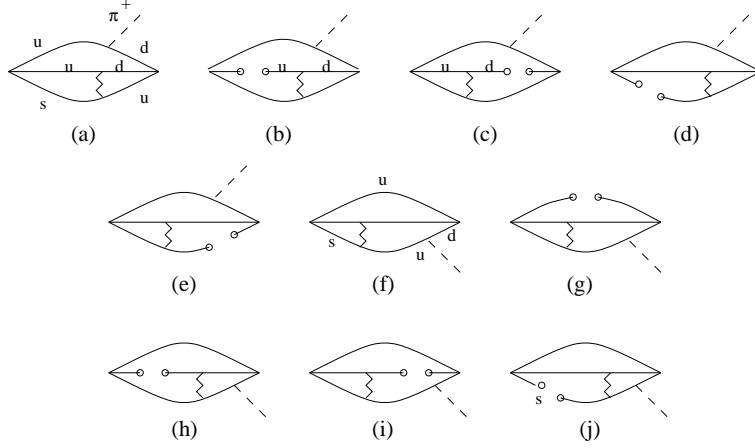 π+
u d
u d
s u
(a) 
u d
(b)
u d
(c)
(d)
(e)
u
s d
u
(f)
(g)
(h)
(i)
s
(j)